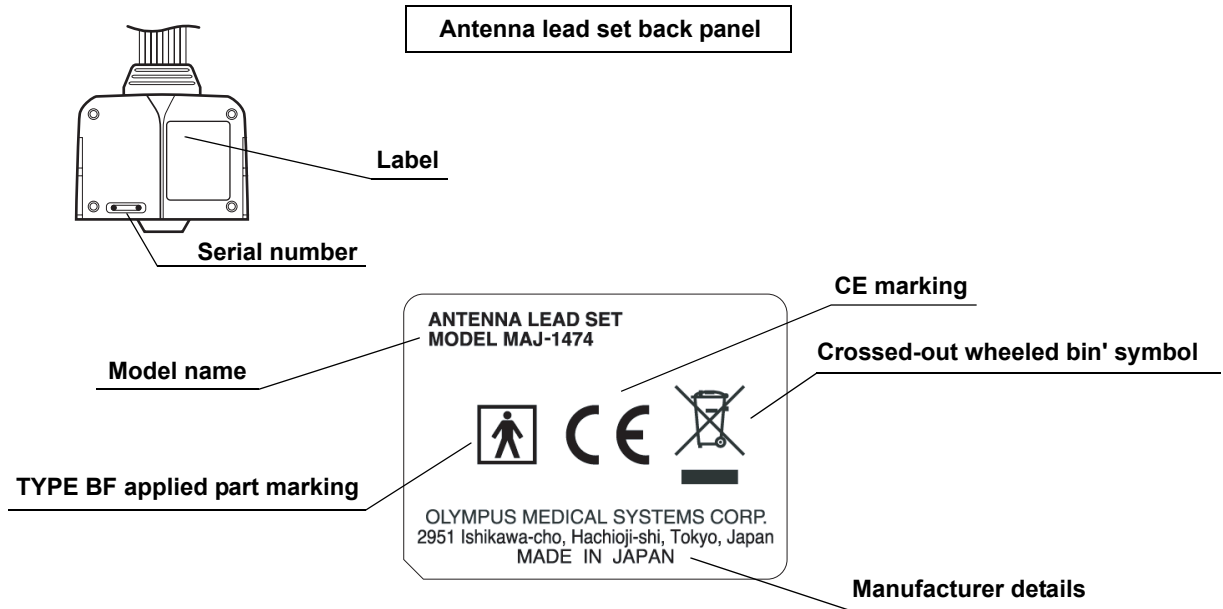 Antenna lead set back panel
Label
Serial number
CE marking
ANTENNA LEAD SET
MODEL MAJ-1474
Crossed-out wheeled bin' symbol
Model name
CE
TYPE BF applied part marking
OLYMPUS MEDICAL SYSTEMS CORP.
2951 Ishikawa-cho, Hachioji-shi, Tokyo, Japan
MADE IN JAPAN
Manufacturer details